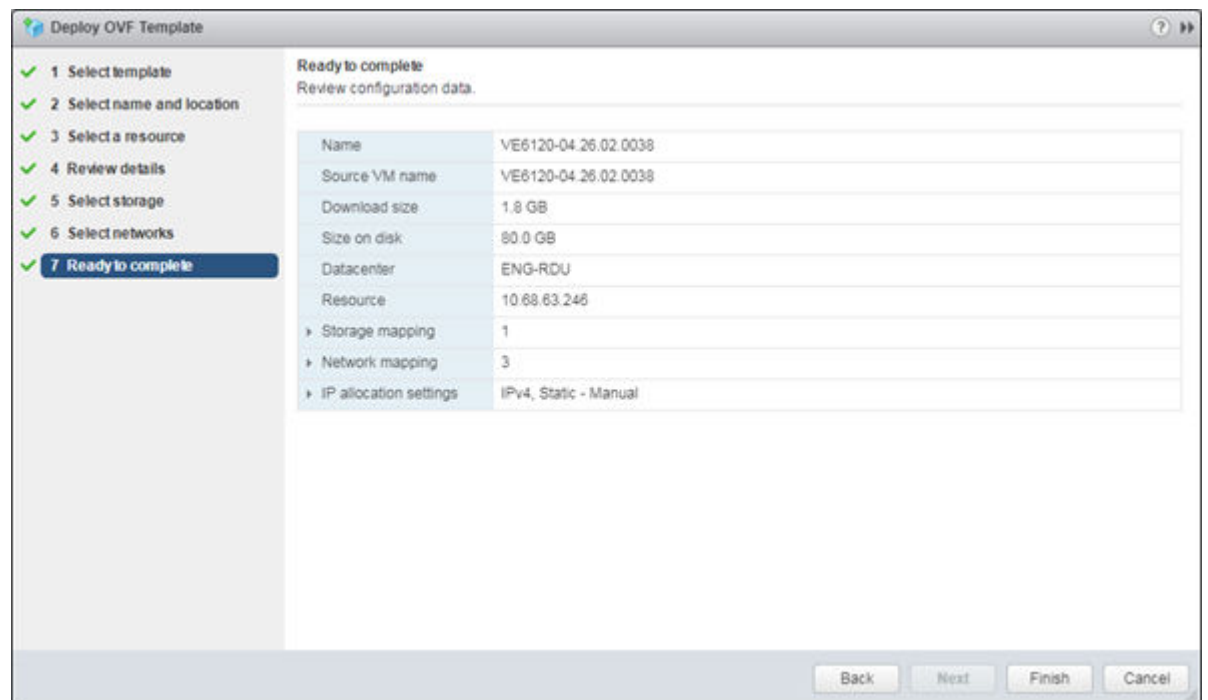 Deploy OVF Template
1 Select template
2 Select name and location
3 Select a resource
4 Review details
5 Select storage
6 Select networks
7 Ready to complete
Ready to complete
Review configuration data.
Name VE6120-04.26.02.0038
Source VM name VE6120-04.26.02.0038
Download size 1.8 GB
Size on disk 80.0 GB
Datacenter ENG-RDU
Resource 10.68.63.246
Storage mapping 1
Network mapping 3
IP allocation settings IPv4, Static - Manual
Back Next Finish Cancel